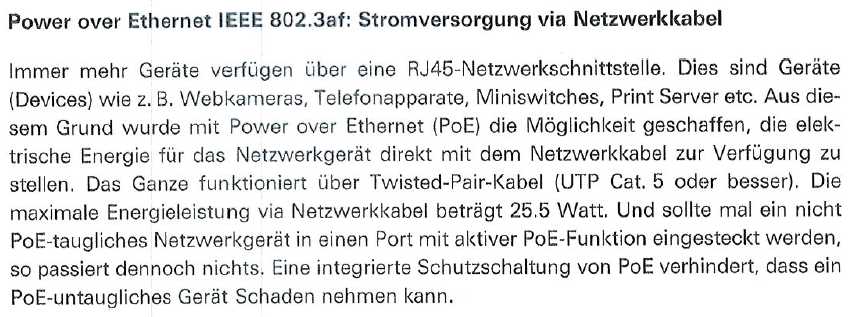 Power over Ethernet IEEE 802.3af: Stromversorgung via Netzwerkkabel
Immer mehr Geräte verfügen über eine RJ45-Netzwerkschnittstelle. Dies sind Geräte
(Devices) wie z. B. Webkameras, Telefonapparate, Miniswitches, Print Server etc. Aus die-
sem Grund wurde mit Power over Ethernet (PoE) die Möglichkeit geschaffen, die elek-
trische Energie für das Netzwerkgerät direkt mit dem Netzwerkkabel zur Verfügung zu
stellen. Das Ganze funktioniert über Twisted-Pair-Kabel (UTP Cat. 5 oder besser). Die
maximale Energieleistung via Netzwerkkabel beträgt 25.5 Watt. Und sollte mal ein nicht
PoE-taugliches Netzwerkgerät in einen Port mit aktiver PoE-Funktion eingesteckt werden,
so passiert dennoch nichts. Eine integrierte Schutzschaltung von PoE verhindert, dass ein
PoE-untaugliches Gerät Schaden nehmen kann.